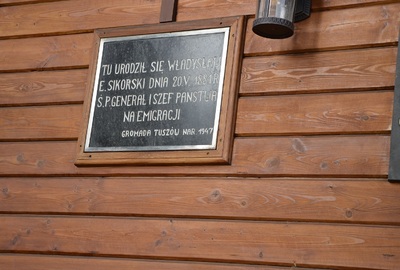 TU URODZIŁ SIĘ WŁADYSŁAW
E. SIKORSKI DNIA 20.V.1881 R
Ś.P. GENERAŁ I SZEF PAŃSTWA
NA EMIGRACJI
GROMADA TUSZÓW NAR 1947